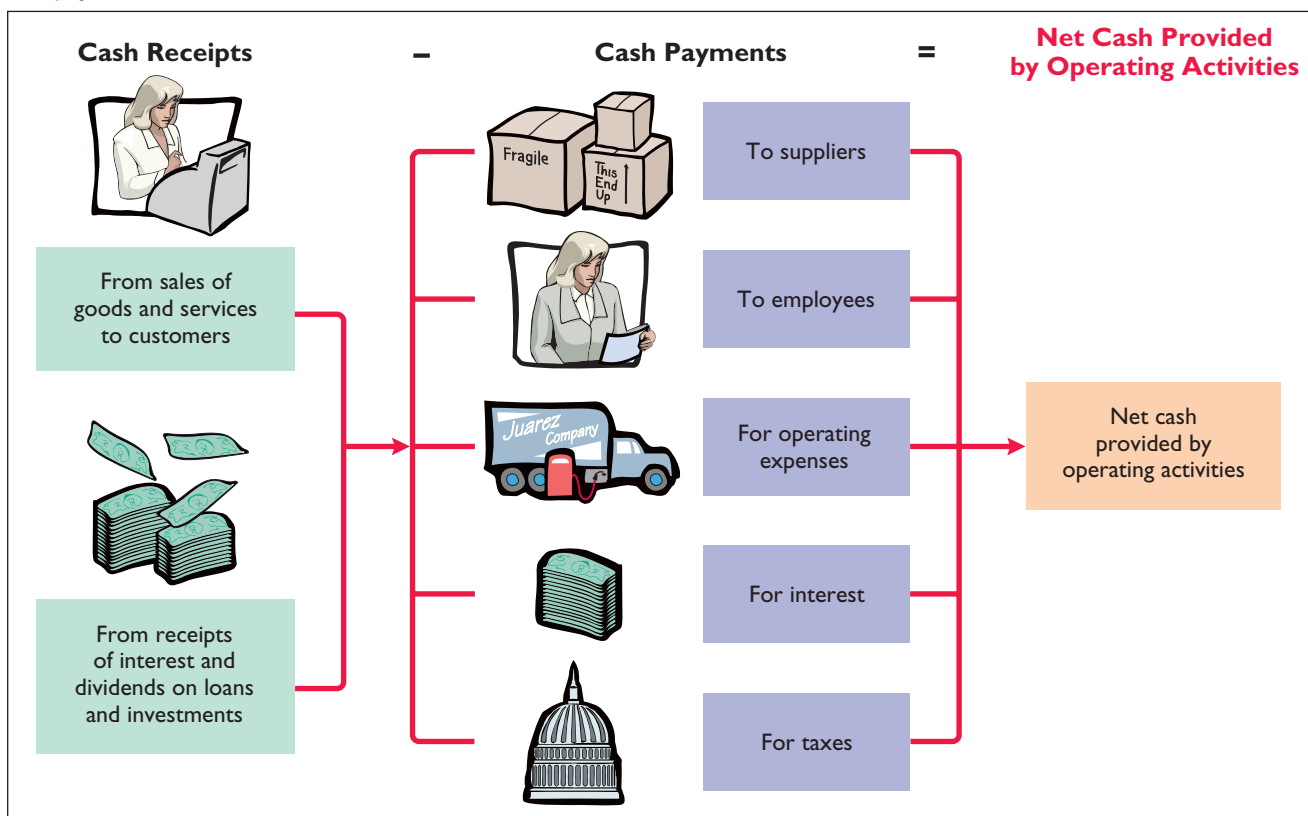 Cash Receipts
–
Cash Payments
=
Net Cash Provided
by Operating Activities
Fragile
This
End
Up
To suppliers
From sales of
goods and services
to customers
To employees
Juarez
Company
For operating
expenses
Net cash
provided by
operating activities
For interest
From receipts
of interest and
dividends on loans
and investments
For taxes